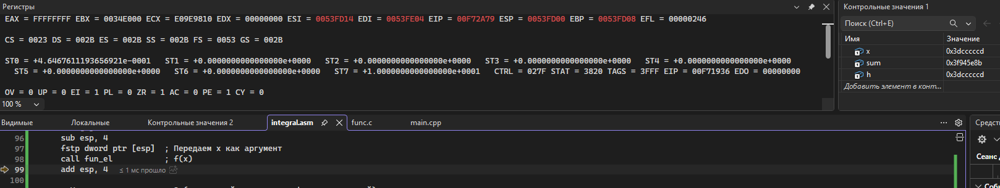 Регистры
EAX = FFFFFFFF EBX = 0034E000 ECX = E09E9810 EDX = 00000000 ESI = 0053FD14 EDI = 0053FE04 EIP = 00F72A79 ESP = 0053FD00 EBP = 0053FD08 EFL = 00000246
CS = 0023 DS = 002B ES = 002B SS = 002B FS = 0053 GS = 002B
ST0 = +4.6467611193656921e-0001 ST1 = +0.0000000000000000e+0000 ST2 = +0.0000000000000000e+0000 ST3 = +0.0000000000000000e+0000 ST4 = +0.0000000000000000e+0000
ST5 = +0.0000000000000000e+0000 ST6 = +0.0000000000000000e+0000 ST7 = +1.0000000000000000e+0001 CTRL = 027F STAT = 3820 TAGS = 3FFF EIP = 00F71936 EDO = 00000000
OV = 0 UP = 0 EI = 1 PL = 0 ZR = 1 AC = 0 PE = 1 CY = 0
100 %
Контрольные значения 1
Поиск (Ctrl+E)
Имя Значение
x 0x3dcccccd
sum 0x3f945e8b
h 0x3dcccccd
Добавить элемент в конт...
Видимые Локальные Контрольные значения 2 integral.asm func.c main.cpp
96 sub esp, 4
97 fstp dword ptr [esp] ; Передаем x как аргумент
98 call fun_el ; f(x)
99 add esp, 4 ≤ 1 мс прошло
100
Средств
Сеанс
Собы